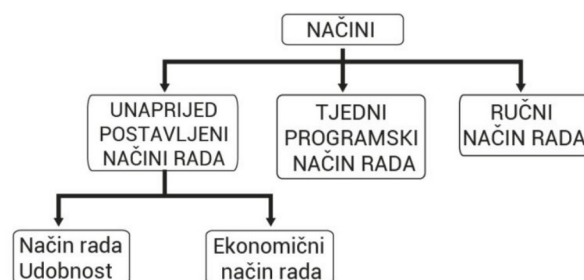 NAČINI
UNAPRIJED
POSTAVLJENI
NAČINI RADA
TJEDNI
PROGRAMSKI
NAČIN RADA
RUČNI
NAČIN RADA
Način rada
Udobnost
Ekonomični
način rada